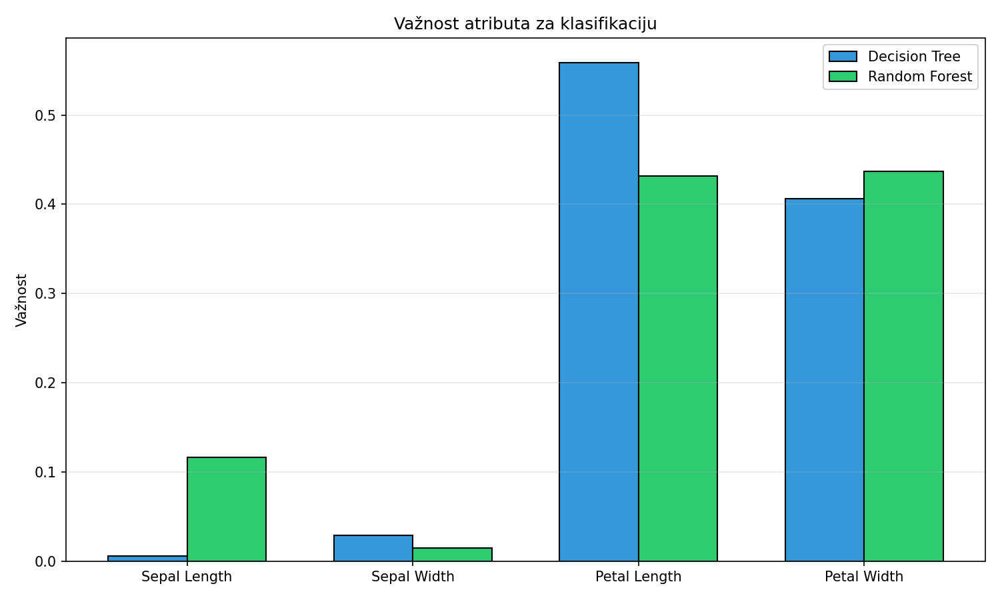 Važnost atributa za klasifikaciju
Decision Tree
Random Forest
Važnost
0.5
0.4
0.3
0.2
0.1
0.0
Sepal Length
Sepal Width
Petal Length
Petal Width